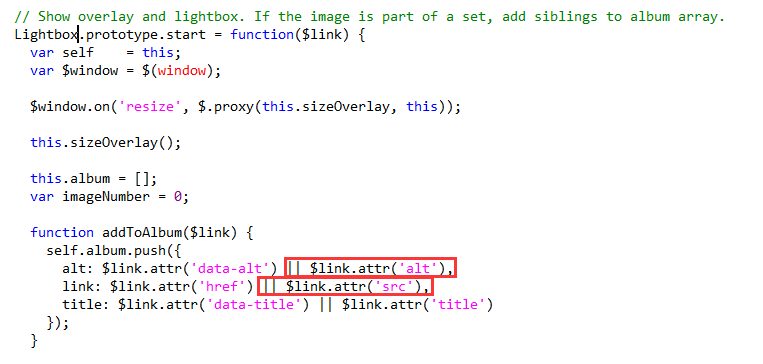 // Show overlay and lightbox. If the image is part of a set, add siblings to album array.
Lightbox.prototype.start = function($link) {
var self    = this;
var $window = $(window);
$window.on('resize', $.proxy(this.sizeOverlay, this));
this.sizeOverlay();
this.album = [];
var imageNumber = 0;
function addToAlbum($link) {
self.album.push({
alt: $link.attr('data-alt') || $link.attr('alt'),
link: $link.attr('href') || $link.attr('src'),
title: $link.attr('data-title') || $link.attr('title')
});
}